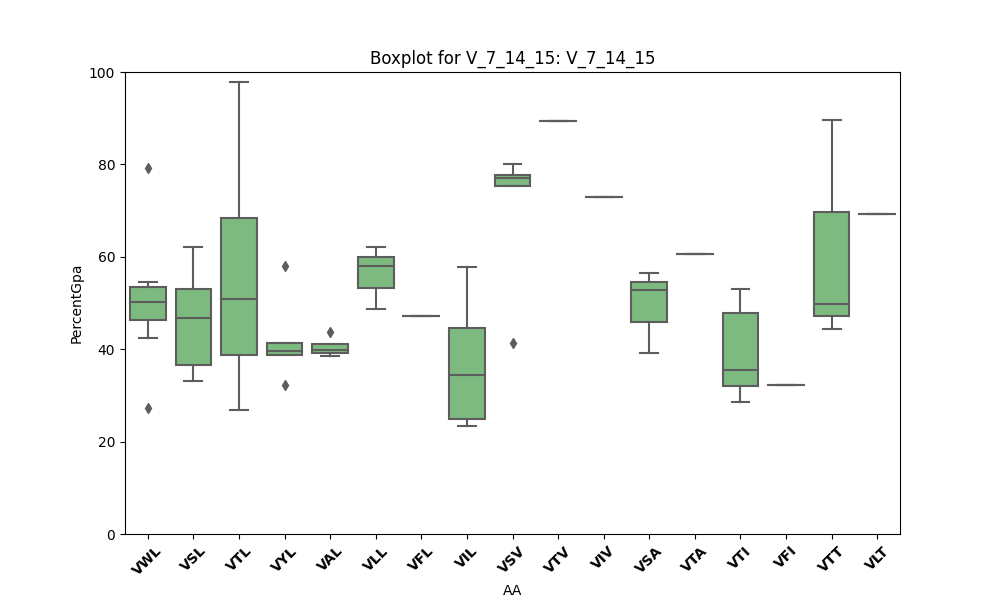 Boxplot for V_7_14_15: V_7_14_15
100
80
60
40
20
0
PercentGpa
VWL VSL VTL VYL VAL VLL VFL VIL VSV VTV VIV VSA VTA VTI VFI VTT VLT
AA